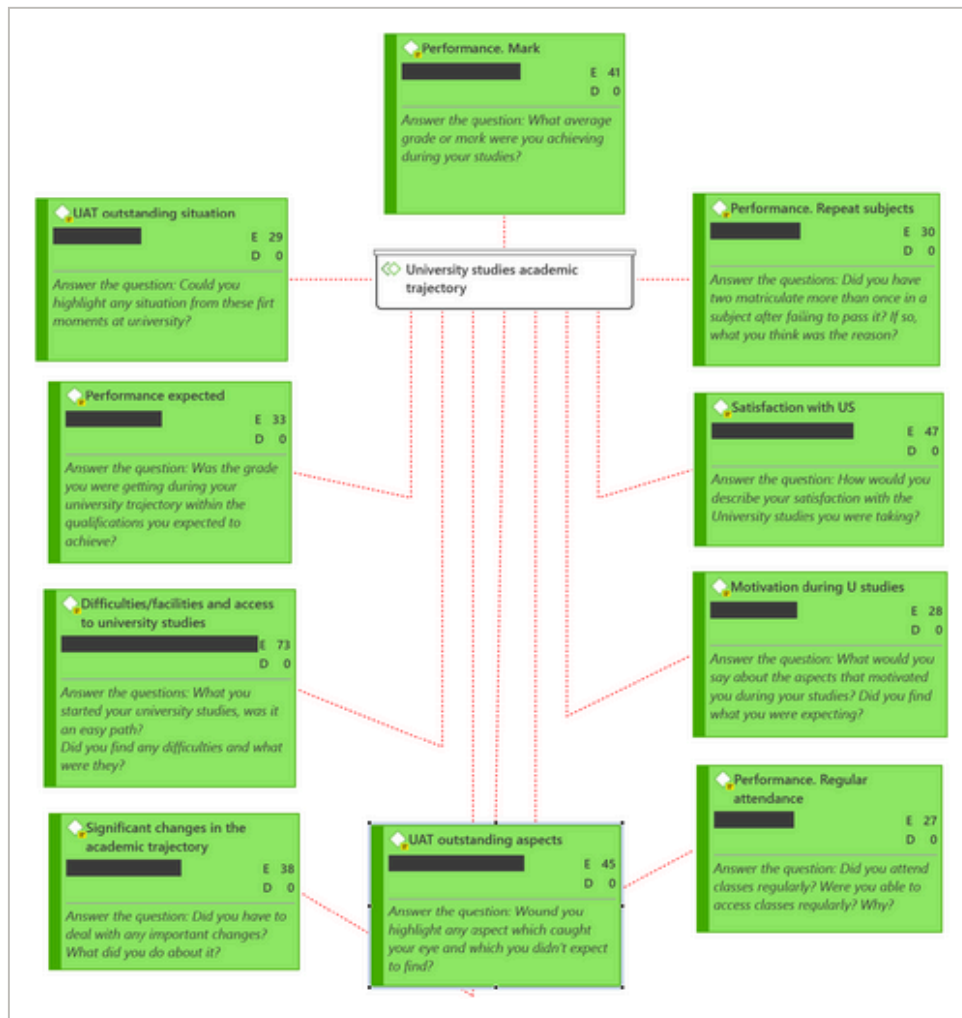 Performance. Mark
E 41
D 0
Answer the question: What average
grade or mark were you achieving
during your studies?
UAT outstanding situation
E 29
D 0
Answer the question: Could you
highlight any situation from these firt
moments at university?
University studies academic
trajectory
Performance. Repeat subjects
E 30
D 0
Answer the questions: Did you have
two matriculate more than once in a
subject after failing to pass it? If so,
what you think was the reason?
Performance expected
E 33
D 0
Answer the question: Was the grade
you were getting during your
university trajectory within the
qualifications you expected to
achieve?
Satisfaction with US
E 47
D 0
Answer the question: How would you
describe your satisfaction with the
University studies you were taking?
Difficulties/facilities and access
to university studies
E 73
D 0
Answer the questions: What you
started your university studies, was it
an easy path?
Did you find any difficulties and what
were they?
Motivation during U studies
E 28
D 0
Answer the question: What would you
say about the aspects that motivated
you during your studies? Did you find
what you were expecting?
Significant changes in the
academic trajectory
E 38
D 0
Answer the question: Did you have to
deal with any important changes?
What did you do about it?
UAT outstanding aspects
E 45
D 0
Answer the question: Wound you
highlight any aspect which caught
your eye and which you didn't expect
to find?
Performance. Regular
attendance
E 27
D 0
Answer the question: Did you attend
classes regularly? Were you able to
access classes regularly? Why?